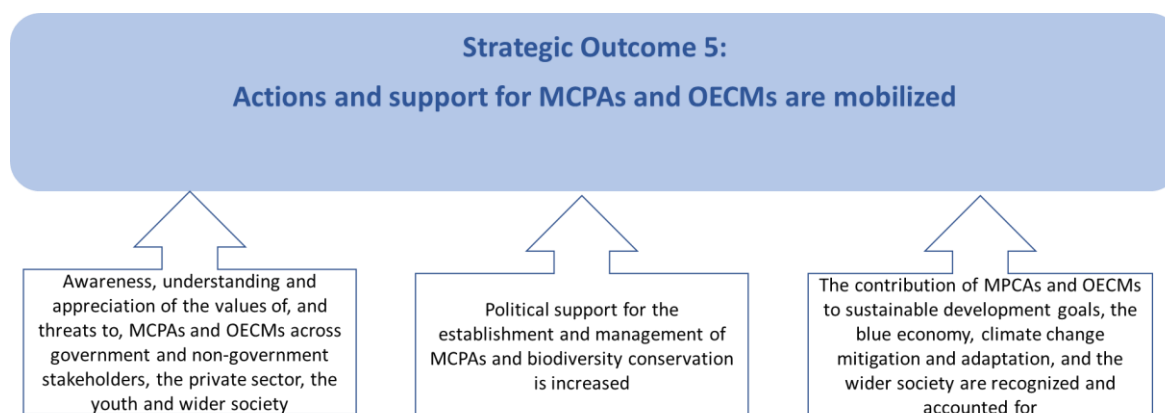 Strategic Outcome 5:
Actions and support for MCPAs and OECMs are mobilized
Awareness, understanding and
appreciation of the values of, and
threats to, MCPAs and OECMs across
government and non-government
stakeholders, the private sector, the
youth and wider society
Political support for the
establishment and management of
MCPAs and biodiversity conservation
is increased
The contribution of MPCAs and OECMs
to sustainable development goals, the
blue economy, climate change
mitigation and adaptation, and the
wider society are recognized and
accounted for